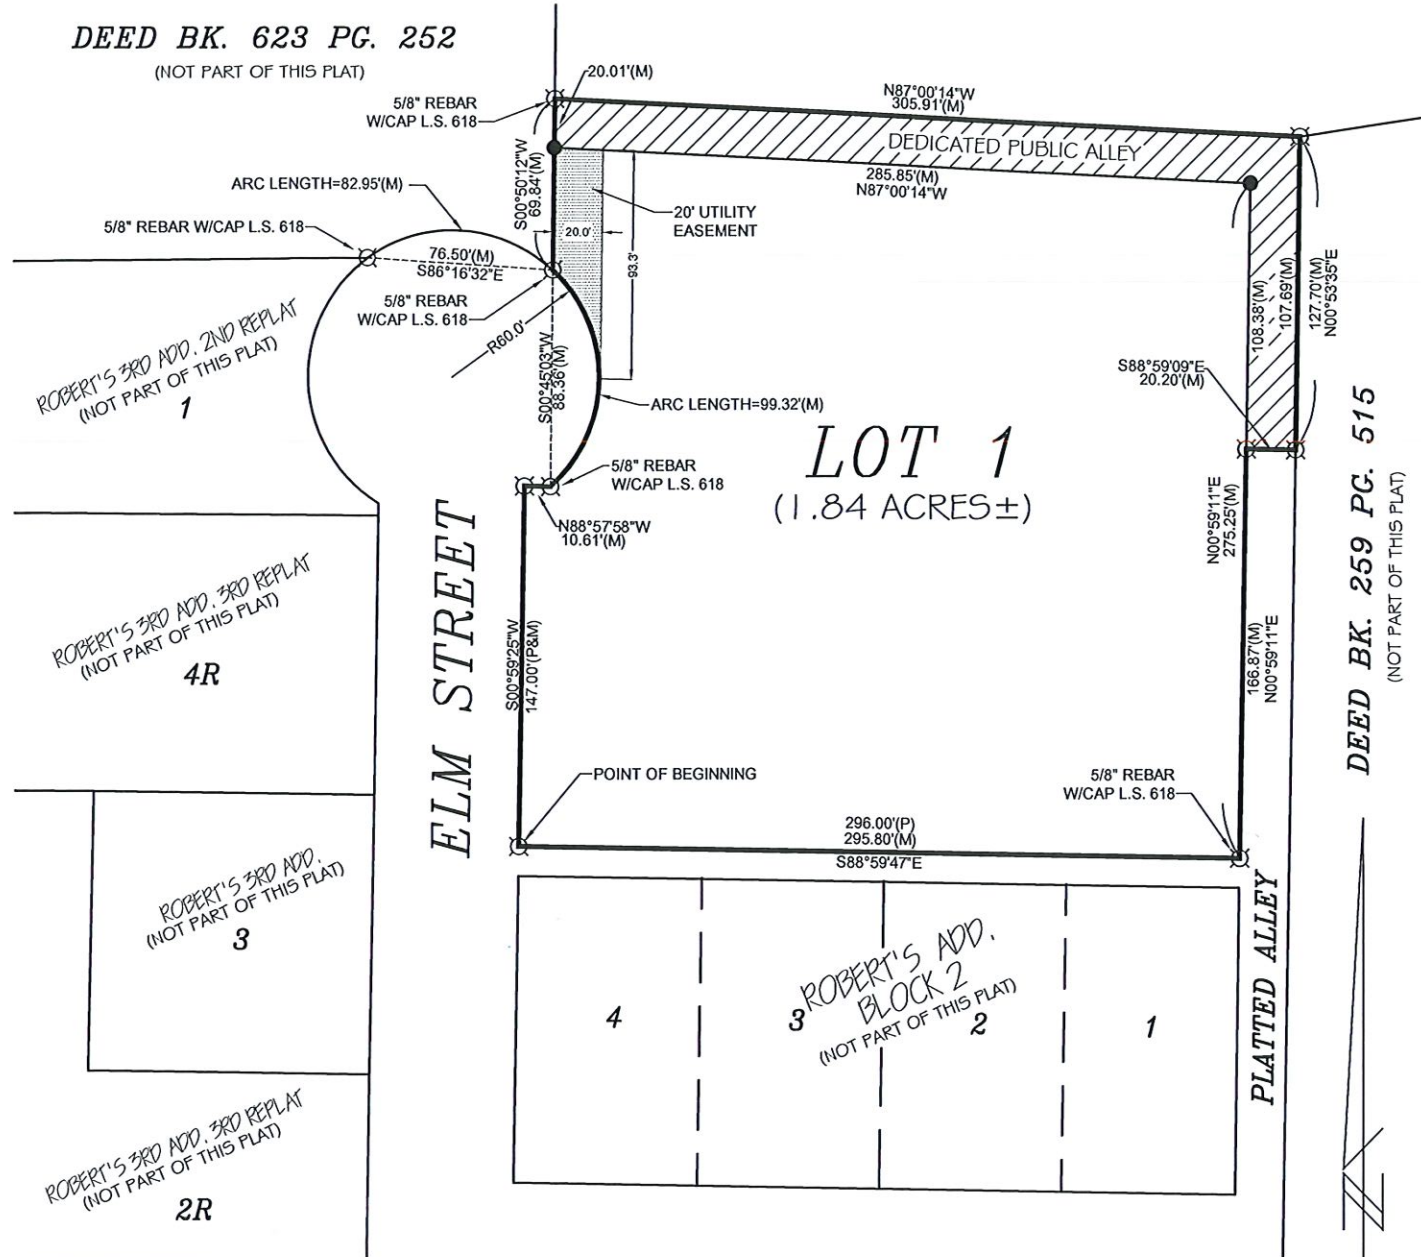 DEED BK. 623 PG. 252
(NOT PART OF THIS PLAT)
20.01'(M)
5/8" REBAR
W/CAP L.S. 618
N87°00'14"W
305.91'(M)
DEDICATED PUBLIC ALLEY
285.85'(M)
N87°00'14"W
S00°50'12"W
69.84'(M)
ARC LENGTH=82.95'(M)
5/8" REBAR W/CAP L.S. 618
20' UTILITY
EASEMENT
20.0'
93.3'
76.50'(M)
S86°16'32"E
5/8" REBAR
W/CAP L.S. 618
R60.0'
S00°45'03"W
88.36'(M)
108.38'(M)
107.69'(M)
127.70'(M)
N00°53'35"E
S88°59'09"E
20.20'(M)
ROBERT'S 3RD ADD. 2ND REPLAT
(NOT PART OF THIS PLAT)
1
ARC LENGTH=99.32'(M)
LOT 1
(1.84 ACRES±)
5/8" REBAR
W/CAP L.S. 618
N88°57'58"W
10.61'(M)
N00°59'11"E
275.25'(M)
DEED BK. 259 PG. 515
(NOT PART OF THIS PLAT)
ELM STREET
ROBERT'S 3RD ADD. 3RD REPLAT
(NOT PART OF THIS PLAT)
4R
S00°59'25"W
147.00'(P&M)
166.87'(M)
N00°59'11"E
POINT OF BEGINNING
5/8" REBAR
W/CAP L.S. 618
296.00'(P)
295.80'(M)
S88°59'47"E
ROBERT'S 3RD ADD.
(NOT PART OF THIS PLAT)
3
PLATTED ALLEY
ROBERT'S ADD.
BLOCK 2
(NOT PART OF THIS PLAT)
4
3
2
1
ROBERT'S 3RD ADD. 3RD REPLAT
(NOT PART OF THIS PLAT)
2R
N